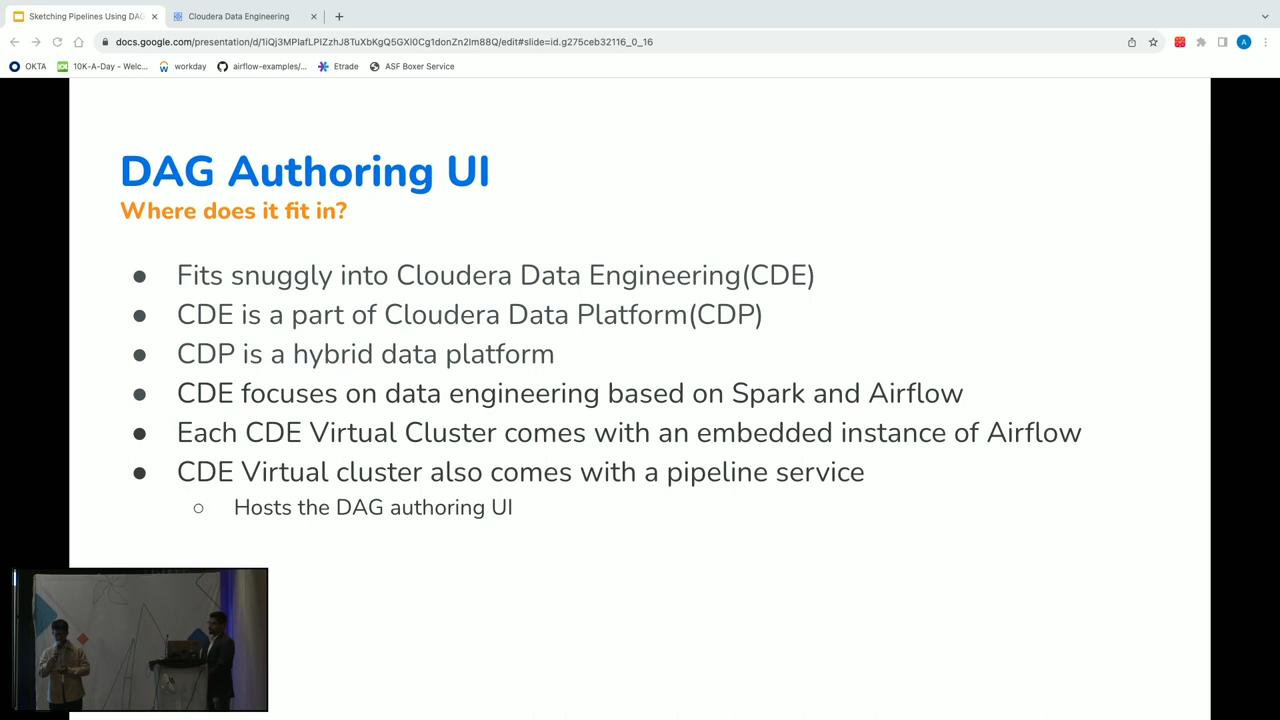 Sketching Pipelines Using DAG
Cloudera Data Engineering
docs.google.com/presentation/d/1iQj3MPlafLPIZzhJ8TuXbKgQ5GXl0Cg1donZn2lm88Q/edit#slide=id.g275ceb32116_0_16
A
OKTA
10K-A-Day - Welc...
workday
airflow-examples/...
Etrade
ASF Boxer Service
DAG Authoring UI
Where does it fit in?
● Fits snuggly into Cloudera Data Engineering(CDE)
● CDE is a part of Cloudera Data Platform(CDP)
● CDP is a hybrid data platform
● CDE focuses on data engineering based on Spark and Airflow
● Each CDE Virtual Cluster comes with an embedded instance of Airflow
● CDE Virtual cluster also comes with a pipeline service
○ Hosts the DAG authoring UI